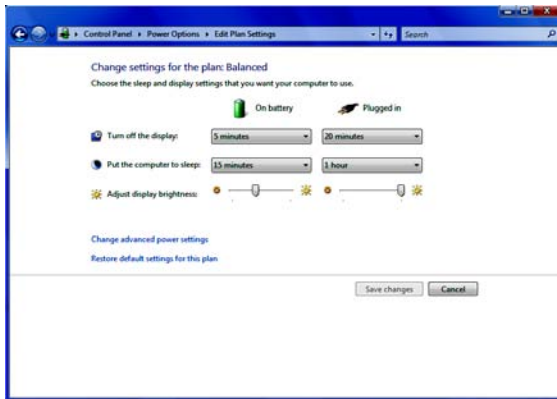 Control Panel ▸ Power Options ▸ Edit Plan Settings
Search
Change settings for the plan: Balanced
Choose the sleep and display settings that you want your computer to use.
On battery Plugged in
Turn off the display: 5 minutes 20 minutes
Put the computer to sleep: 15 minutes 1 hour
Adjust display brightness:
Change advanced power settings
Restore default settings for this plan
Save changes Cancel